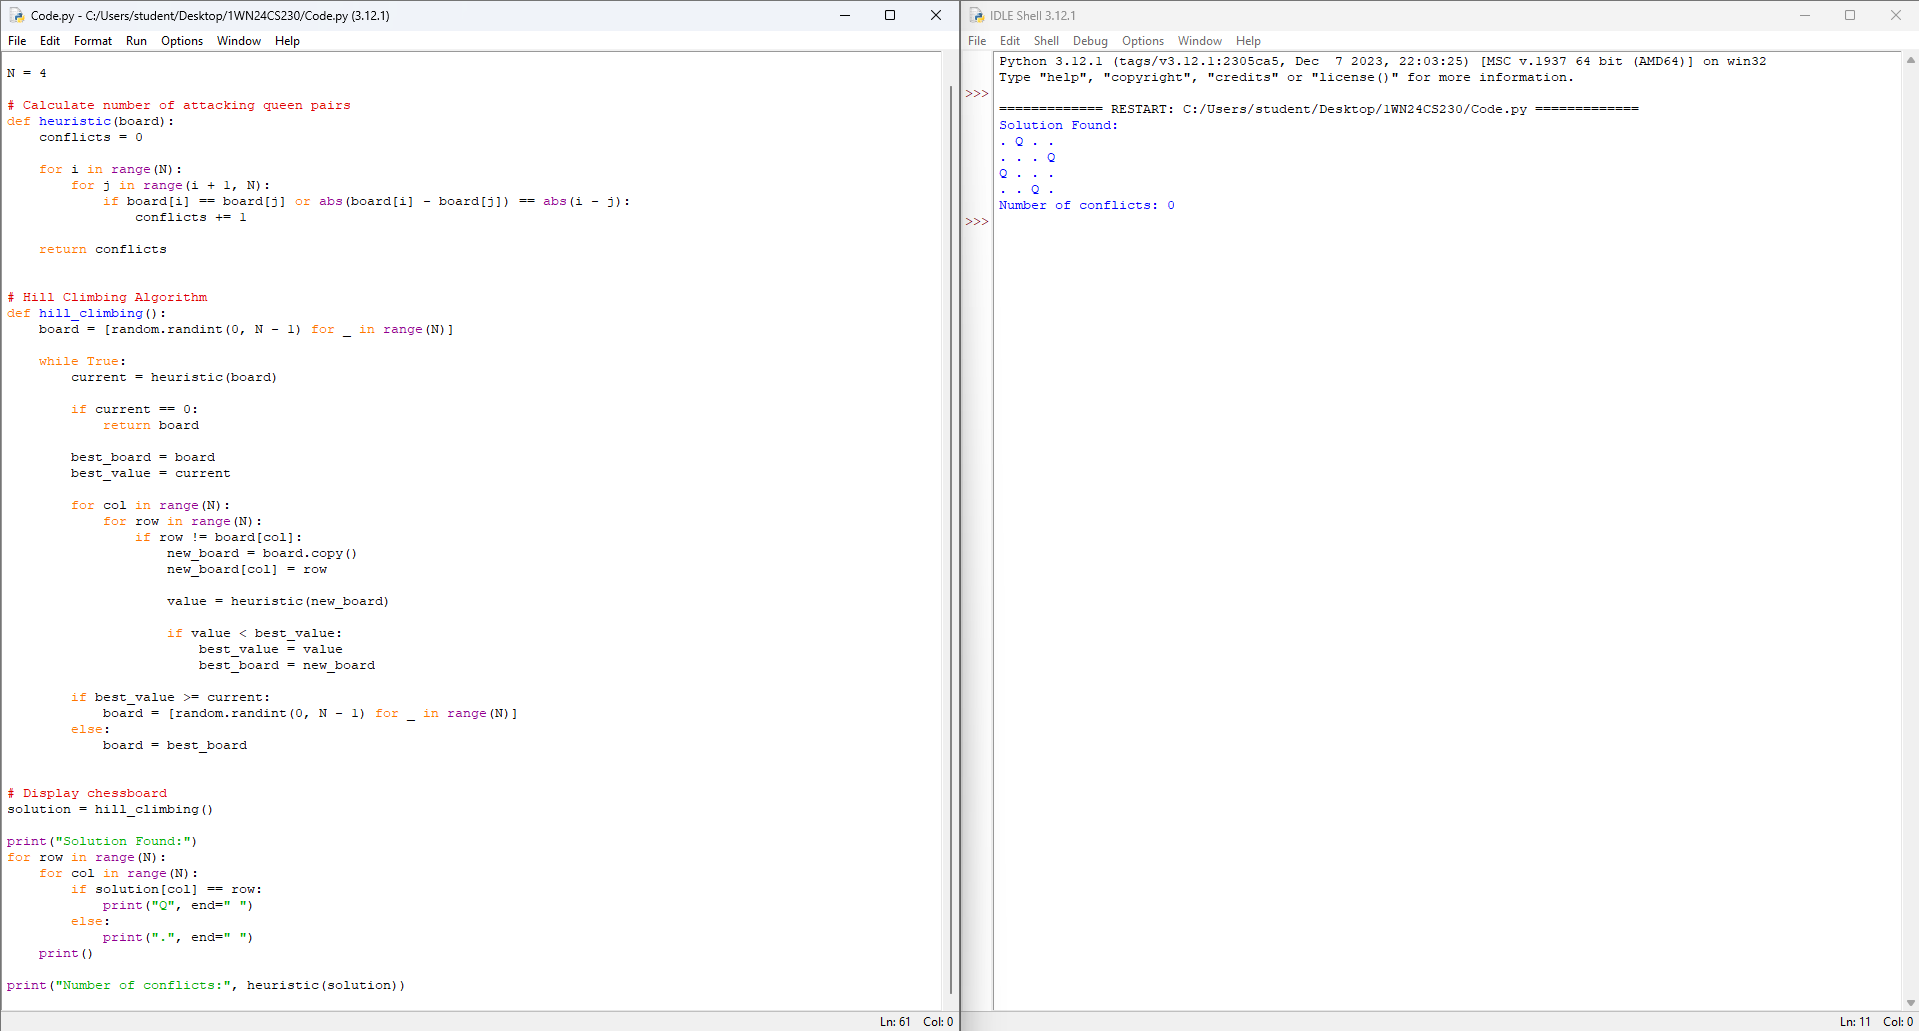 Code.py - C:/Users/student/Desktop/1WN24CS230/Code.py (3.12.1)
File Edit Format Run Options Window Help
N = 4

# Calculate number of attacking queen pairs
def heuristic(board):
    conflicts = 0

    for i in range(N):
        for j in range(i + 1, N):
            if board[i] == board[j] or abs(board[i] - board[j]) == abs(i - j):
                conflicts += 1

    return conflicts


# Hill Climbing Algorithm
def hill_climbing():
    board = [random.randint(0, N - 1) for _ in range(N)]

    while True:
        current = heuristic(board)

        if current == 0:
            return board

        best_board = board
        best_value = current

        for col in range(N):
            for row in range(N):
                if row != board[col]:
                    new_board = board.copy()
                    new_board[col] = row

                    value = heuristic(new_board)

                    if value < best_value:
                        best_value = value
                        best_board = new_board

        if best_value >= current:
            board = [random.randint(0, N - 1) for _ in range(N)]
        else:
            board = best_board


# Display chessboard
solution = hill_climbing()

print("Solution Found:")
for row in range(N):
    for col in range(N):
        if solution[col] == row:
            print("Q", end=" ")
        else:
            print(".", end=" ")
    print()

print("Number of conflicts:", heuristic(solution))
Ln: 61 Col: 0
IDLE Shell 3.12.1
File Edit Shell Debug Options Window Help
Python 3.12.1 (tags/v3.12.1:2305ca5, Dec  7 2023, 22:03:25) [MSC v.1937 64 bit (AMD64)] on win32
Type "help", "copyright", "credits" or "license()" for more information.
>>>
============= RESTART: C:/Users/student/Desktop/1WN24CS230/Code.py =============
Solution Found:
. Q . .
. . . Q
Q . . .
. . Q .
Number of conflicts: 0
>>>
Ln: 11 Col: 0